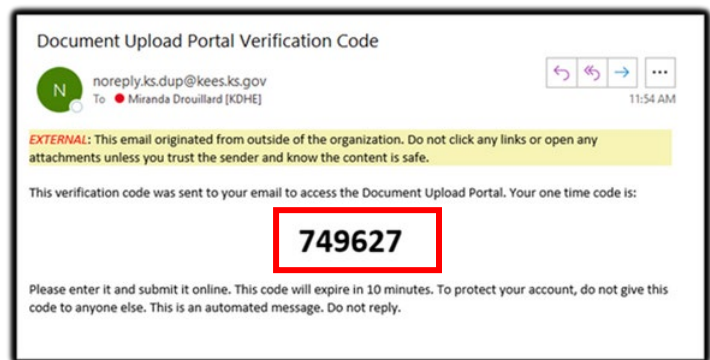 Document Upload Portal Verification Code
N
noreply.ks.dup@kees.ks.gov
To Miranda Drouillard [KDHE]
11:54 AM
EXTERNAL: This email originated from outside of the organization. Do not click any links or open any
attachments unless you trust the sender and know the content is safe.
This verification code was sent to your email to access the Document Upload Portal. Your one time code is:
749627
Please enter it and submit it online. This code will expire in 10 minutes. To protect your account, do not give this
code to anyone else. This is an automated message. Do not reply.